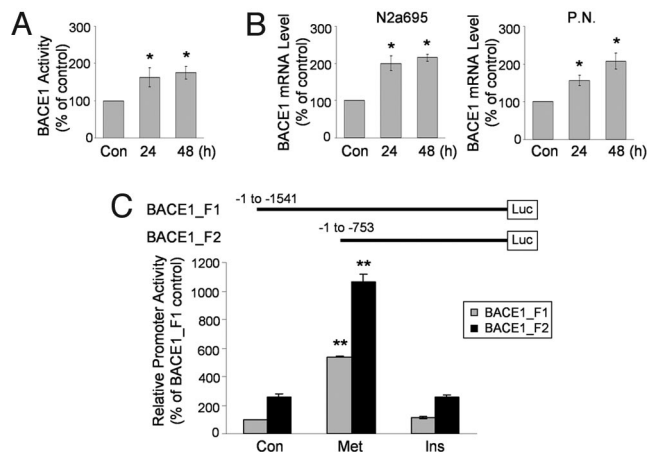 A
BACE1 Activity
(% of control)
300
200
100
0
*
*
Con 24 48 (h)
B
N2a695
BACE1 mRNA Level
(% of control)
300
200
100
0
*
*
Con 24 48 (h)
P.N.
BACE1 mRNA Level
(% of control)
300
200
100
0
*
*
Con 24 48 (h)
C
BACE1_F1
-1 to -1541
Luc
BACE1_F2
-1 to -753
Luc
Relative Promoter Activity
(% of BACE1_F1 control)
1200
1000
800
600
400
200
0
**
**
BACE1_F1
BACE1_F2
Con Met Ins